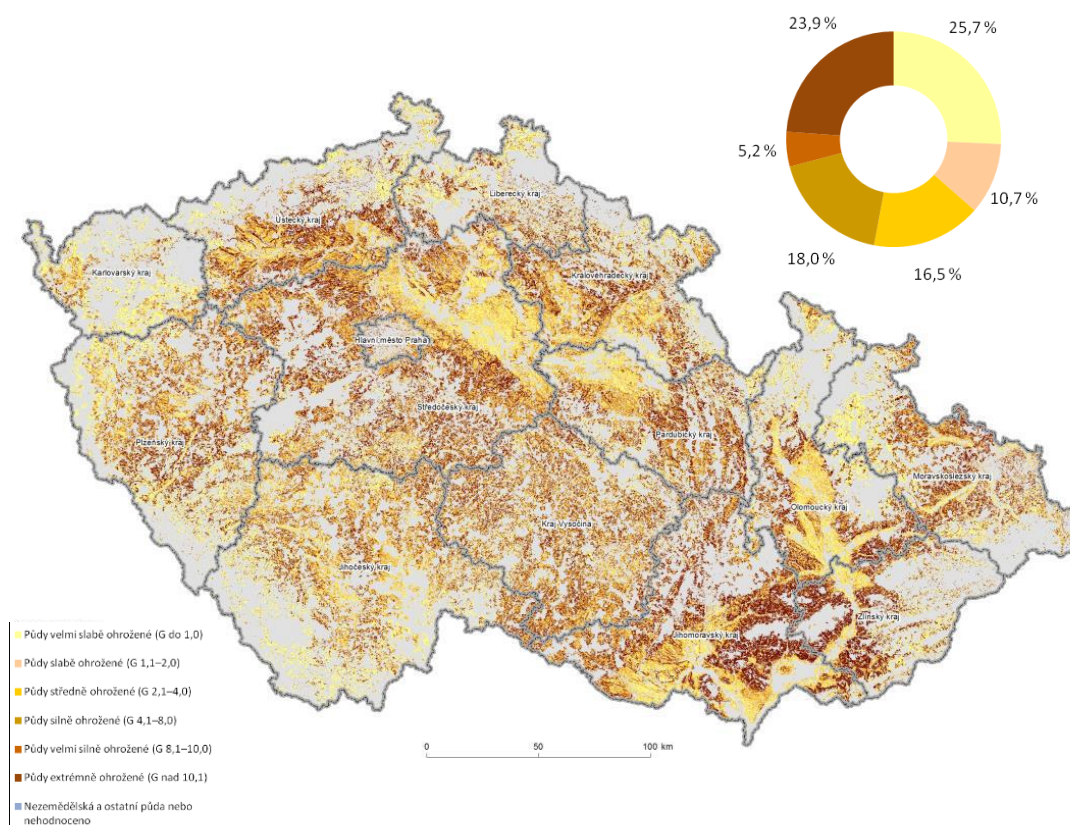 23,9 %
25,7 %
5,2 %
10,7 %
18,0 %
16,5 %
Liberecký kraj
Ústecký kraj
Karlovarský kraj
Královéhradecký kraj
Hlavní město Praha
Středočeský kraj
Plzeňský kraj
Pardubický kraj
Moravskoslezský kraj
Olomoucký kraj
Kraj Vysočina
Jihočeský kraj
Zlínský kraj
Jihomoravský kraj
Půdy velmi slabě ohrožené (G do 1,0)
Půdy slabě ohrožené (G 1,1–2,0)
Půdy středně ohrožené (G 2,1–4,0)
Půdy silně ohrožené (G 4,1–8,0)
Půdy velmi silně ohrožené (G 8,1–10,0)
Půdy extrémně ohrožené (G nad 10,1)
Nezemědělská a ostatní půda nebo
nehodnoceno
0 50 100 km